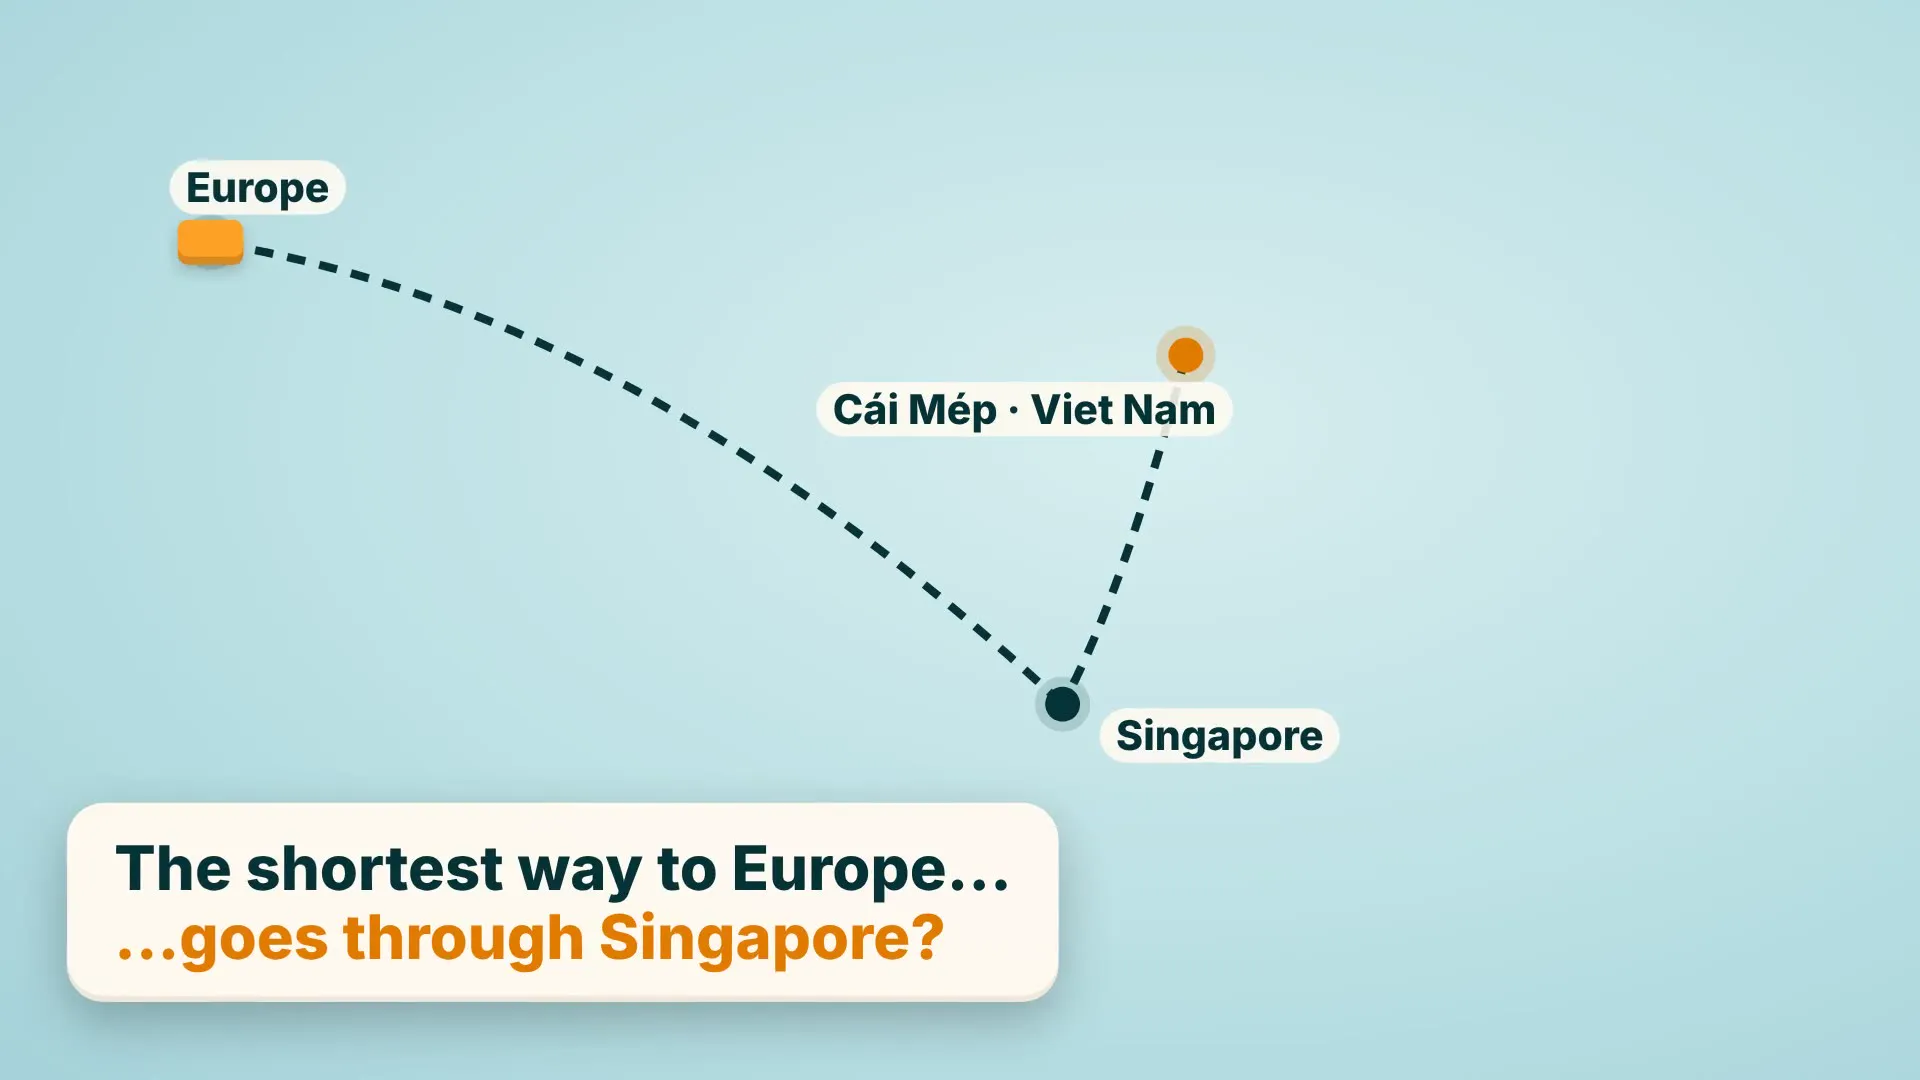 Europe
Cái Mép · Viet Nam
Singapore
The shortest way to Europe...
...goes through Singapore?